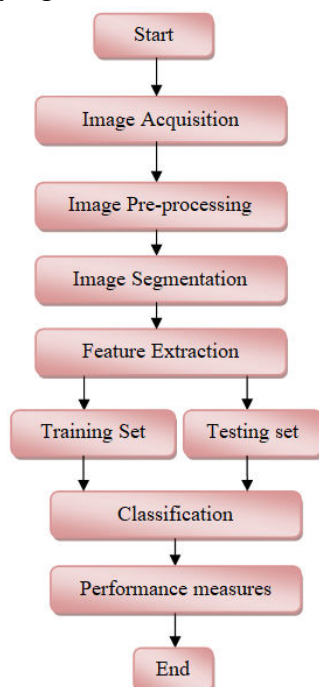 Start
Image Acquisition
Image Pre-processing
Image Segmentation
Feature Extraction
Training Set
Testing set
Classification
Performance measures
End